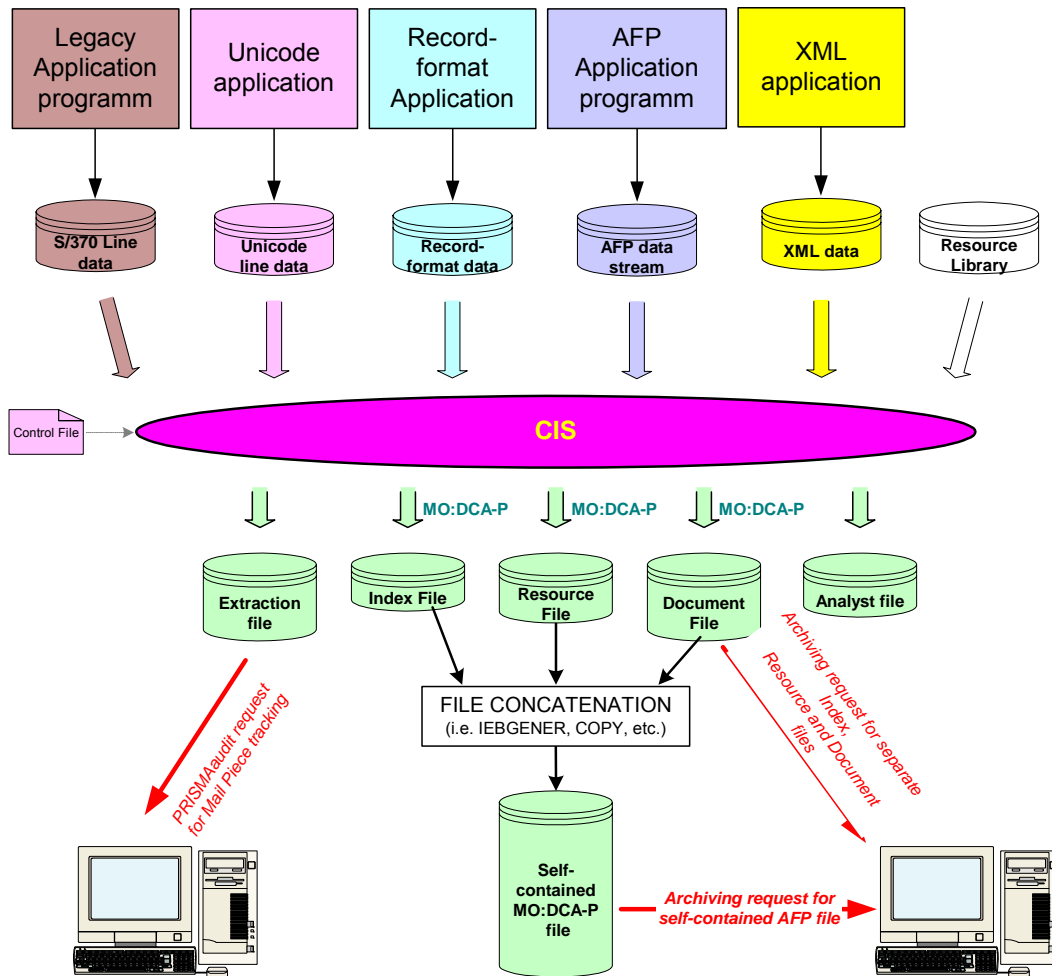 Legacy
Application
programm
Unicode
application
Record-
format
Application
AFP
Application
programm
XML
application
S/370 Line
data
Unicode
line data
Record-
format data
AFP data
stream
XML data
Resource
Library
Control File
CIS
MO:DCA-P
MO:DCA-P
MO:DCA-P
Extraction
file
Index File
Resource
File
Document
File
Analyst file
FILE CONCATENATION
(i.e. IEBGENER, COPY, etc.)
PRISMAaudit request
for Mail Piece tracking
Archiving request for separate
Index,
Resource and Document
files
Self-
contained
MO:DCA-P
file
Archiving request for
self-contained AFP file